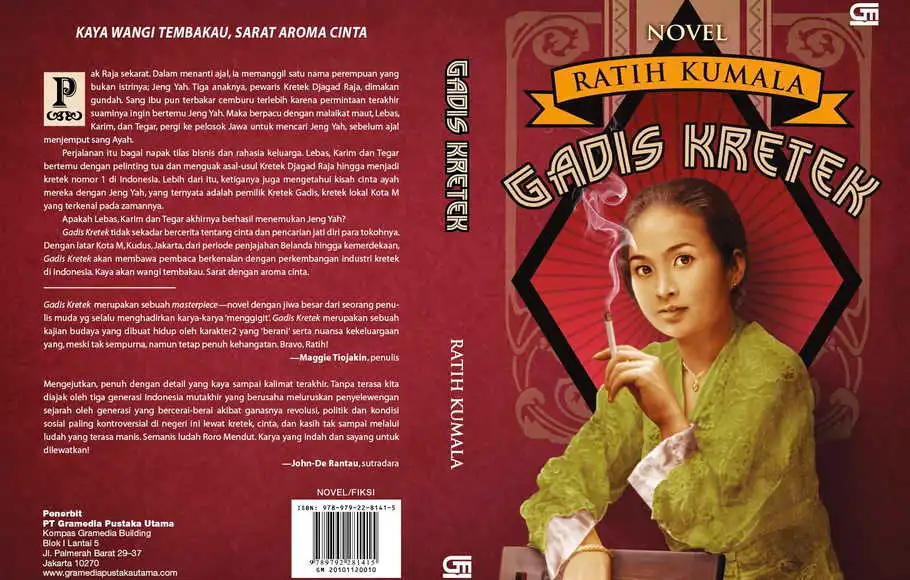 KAYA WANGI TEMBAKAU, SARAT AROMA CINTA
Pak Raja sekarat. Dalam menanti ajal, ia memanggil satu nama perempuan yang
bukan istrinya; Jeng Yah. Tiga anaknya, pewaris Kretek Djagad Raja, dimakan
gundah. Sang ibu pun terbakar cemburu terlebih karena permintaan terakhir
suaminya ingin bertemu Jeng Yah. Maka berpacu dengan malaikat maut, Lebas,
Karim, dan Tegar, pergi ke pelosok Jawa untuk mencari Jeng Yah, sebelum ajal
menjemput sang Ayah.
Perjalanan itu bagai napak tilas bisnis dan rahasia keluarga. Lebas, Karim dan Tegar
bertemu dengan pelinting tua dan menguak asal-usul Kretek Djagad Raja hingga menjadi
kretek nomor 1 di Indonesia. Lebih dari itu, ketiganya juga mengetahui kisah cinta ayah
mereka dengan Jeng Yah, yang ternyata adalah pemilik Kretek Gadis, kretek lokal Kota M
yang terkenal pada zamannya.
Apakah Lebas, Karim dan Tegar akhirnya berhasil menemukan Jeng Yah?
Gadis Kretek tidak sekadar bercerita tentang cinta dan pencarian jati diri para tokohnya.
Dengan latar Kota M, Kudus, Jakarta, dari periode penjajahan Belanda hingga kemerdekaan,
Gadis Kretek akan membawa pembaca berkenalan dengan perkembangan industri kretek
di Indonesia. Kaya akan wangi tembakau. Sarat dengan aroma cinta.
Gadis Kretek merupakan sebuah masterpiece—novel dengan jiwa besar dari seorang penu-
lis muda yg selalu menghadirkan karya-karya 'menggigit'. Gadis Kretek merupakan sebuah
kajian budaya yang dibuat hidup oleh karakter2 yang 'berani' serta nuansa kekeluargaan
yang, meski tak sempurna, namun tetap penuh kehangatan. Bravo, Ratih!
—Maggie Tiojakin, penulis
Mengejutkan, penuh dengan detail yang kaya sampai kalimat terakhir. Tanpa terasa kita
diajak oleh tiga generasi Indonesia mutakhir yang berusaha meluruskan penyelewengan
sejarah oleh generasi yang bercerai-berai akibat ganasnya revolusi, politik dan kondisi
sosial paling kontroversial di negeri ini lewat kretek, cinta, dan kasih tak sampai melalui
ludah yang terasa manis. Semanis ludah Roro Mendut. Karya yang indah dan sayang untuk
dilewatkan!
—John-De Rantau, sutradara
Penerbit
PT Gramedia Pustaka Utama
Kompas Gramedia Building
Blok I Lantai 5
Jl. Palmerah Barat 29–37
Jakarta 10270
www.gramediapustakautama.com
NOVEL/FIKSI
ISBN: 978-979-22-8141-5
9 789792 281415
GM 20101120010
GADIS KRETEK
RATIH KUMALA
GM
GM
NOVEL
RATIH KUMALA
GADIS KRETEK